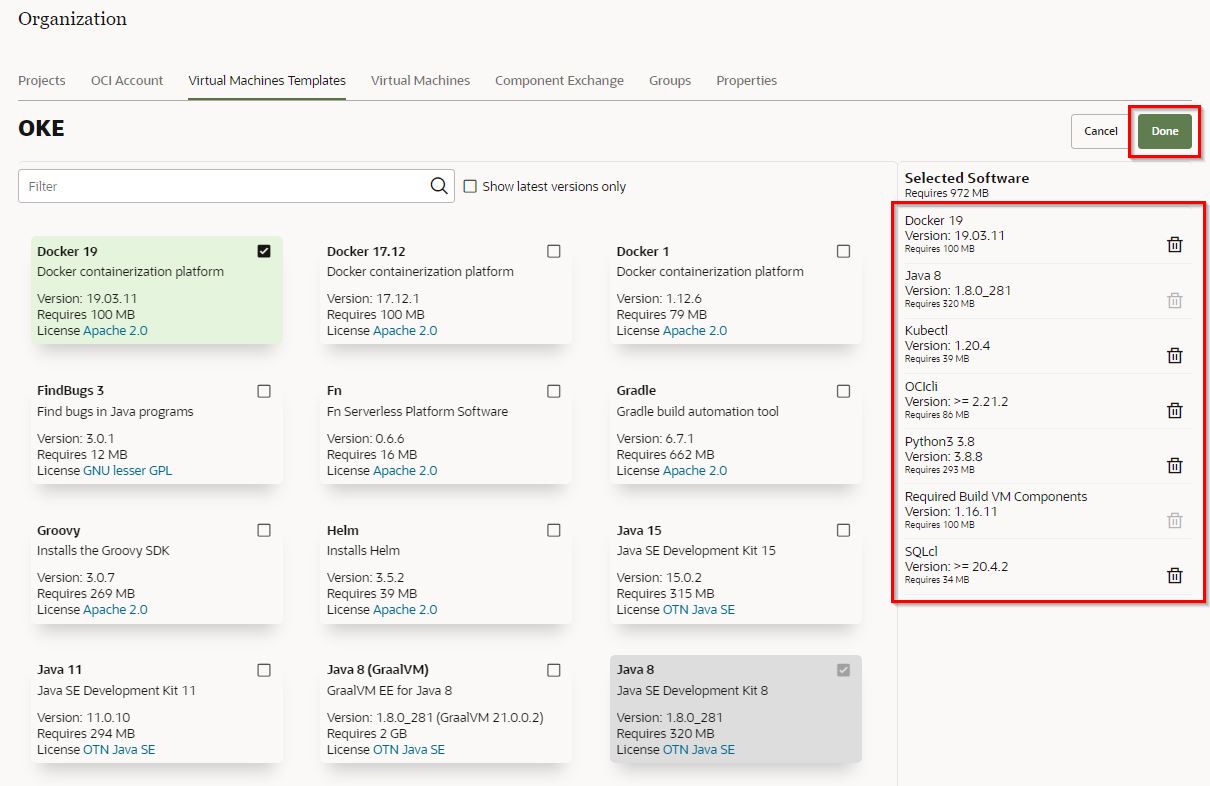 Organization
Projects OCI Account Virtual Machines Templates Virtual Machines Component Exchange Groups Properties
OKE
Cancel Done
Filter
Show latest versions only
Docker 19
Docker containerization platform
Version: 19.03.11
Requires 100 MB
License Apache 2.0
Docker 17.12
Docker containerization platform
Version: 17.12.1
Requires 100 MB
License Apache 2.0
Docker 1
Docker containerization platform
Version: 1.12.6
Requires 79 MB
License Apache 2.0
FindBugs 3
Find bugs in Java programs
Version: 3.0.1
Requires 12 MB
License GNU lesser GPL
Fn
Fn Serverless Platform Software
Version: 0.6.6
Requires 16 MB
License Apache 2.0
Gradle
Gradle build automation tool
Version: 6.7.1
Requires 662 MB
License Apache 2.0
Groovy
Installs the Groovy SDK
Version: 3.0.7
Requires 269 MB
License Apache 2.0
Helm
Installs Helm
Version: 3.5.2
Requires 39 MB
License Apache 2.0
Java 15
Java SE Development Kit 15
Version: 15.0.2
Requires 315 MB
License OTN Java SE
Java 11
Java SE Development Kit 11
Version: 11.0.10
Requires 294 MB
License OTN Java SE
Java 8 (GraalVM)
GraalVM EE for Java 8
Version: 1.8.0_281 (GraalVM 21.0.0.2)
Requires 2 GB
License OTN Java SE
Java 8
Java SE Development Kit 8
Version: 1.8.0_281
Requires 320 MB
License OTN Java SE
Selected Software
Requires 972 MB
Docker 19
Version: 19.03.11
Requires 100 MB
Java 8
Version: 1.8.0_281
Requires 320 MB
Kubectl
Version: 1.20.4
Requires 39 MB
OCIcli
Version: >= 2.21.2
Requires 86 MB
Python3 3.8
Version: 3.8.8
Requires 293 MB
Required Build VM Components
Version: 1.16.11
Requires 100 MB
SQLcl
Version: >= 20.4.2
Requires 34 MB